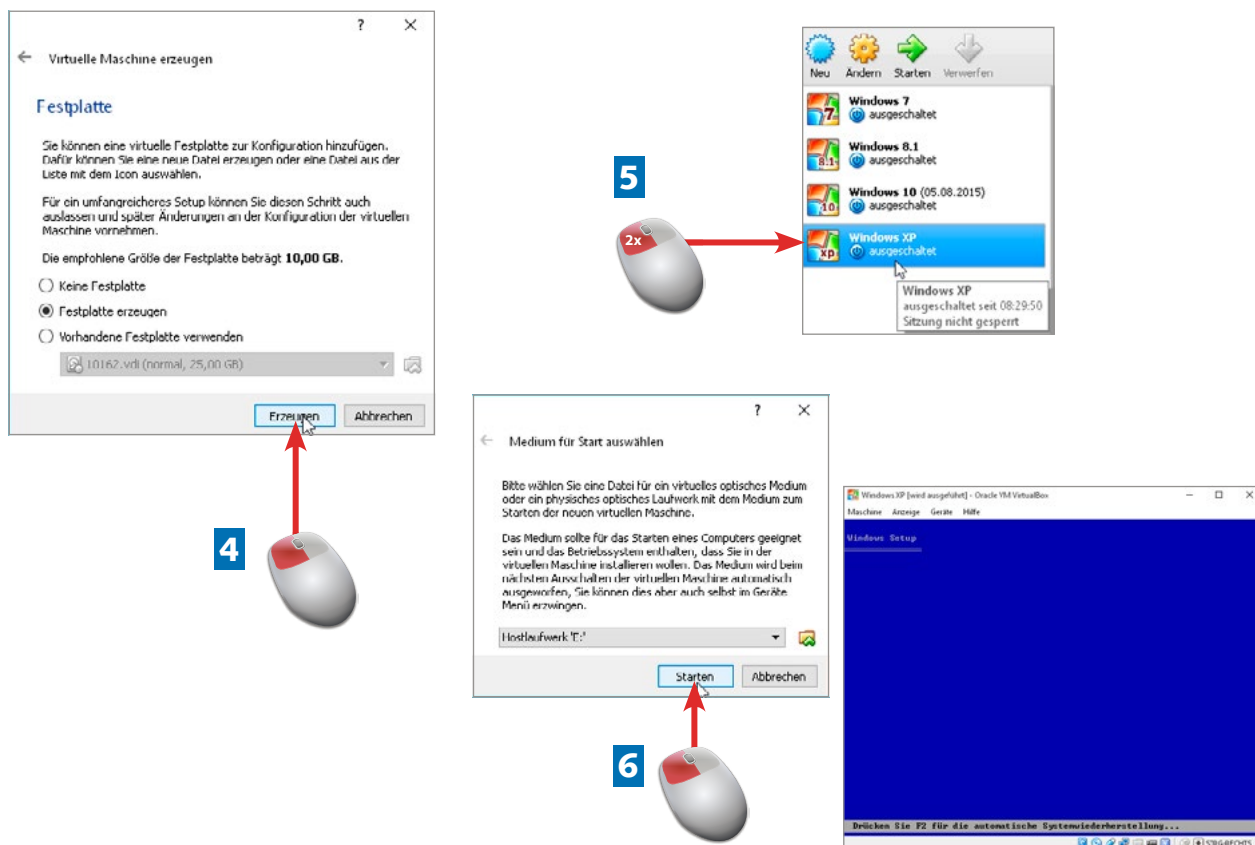 Virtuelle Maschine erzeugen
Festplatte
Sie können eine virtuelle Festplatte zur Konfiguration hinzufügen.
Dafür können Sie eine neue Datei erzeugen oder eine Datei aus der
Liste mit dem Icon auswählen.
Für ein umfangreicheres Setup können Sie diesen Schritt auch
auslassen und später Änderungen an der Konfiguration der virtuellen
Maschine vornehmen.
Die empfohlene Größe der Festplatte beträgt 10,00 GB.
Keine Festplatte
Festplatte erzeugen
Vorhandene Festplatte verwenden
10162.vdi (normal, 25,00 GB)
Erzeugen Abbrechen
4
5
2x
Neu Ändern Starten Verwerfen
7
Windows 7
ausgeschaltet
8.1
Windows 8.1
ausgeschaltet
10
Windows 10 (05.08.2015)
ausgeschaltet
xp
Windows XP
ausgeschaltet
Windows XP
ausgeschaltet seit 08:29:50
Sitzung nicht gesperrt
Medium für Start auswählen
Bitte wählen Sie eine Datei für ein virtuelles optisches Medium
oder ein physisches optisches Laufwerk mit dem Medium zum
Starten der neuen virtuellen Maschine.
Das Medium sollte für das Starten eines Computers geeignet
sein und das Betriebssystem enthalten, dass Sie in der
virtuellen Maschine installieren wollen. Das Medium wird beim
nächsten Ausschalten der virtuellen Maschine automatisch
ausgeworfen, Sie können dies aber auch selbst im Geräte
Menü erzwingen.
Hostlaufwerk 'E:'
Starten Abbrechen
6
Windows XP [wird ausgeführt] - Oracle VM VirtualBox
Maschine Anzeige Geräte Hilfe
Windows Setup
Drücken Sie F2 für die automatische Systemwiederherstellung...
STRG-RECHTS